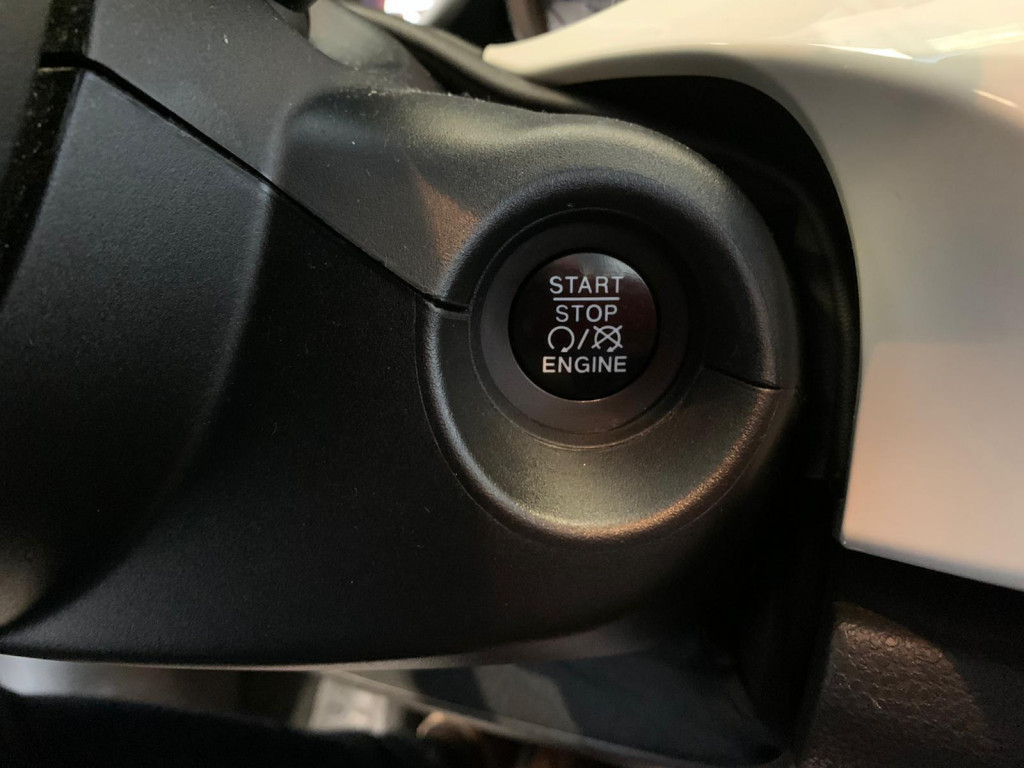 START
STOP
/
ENGINE